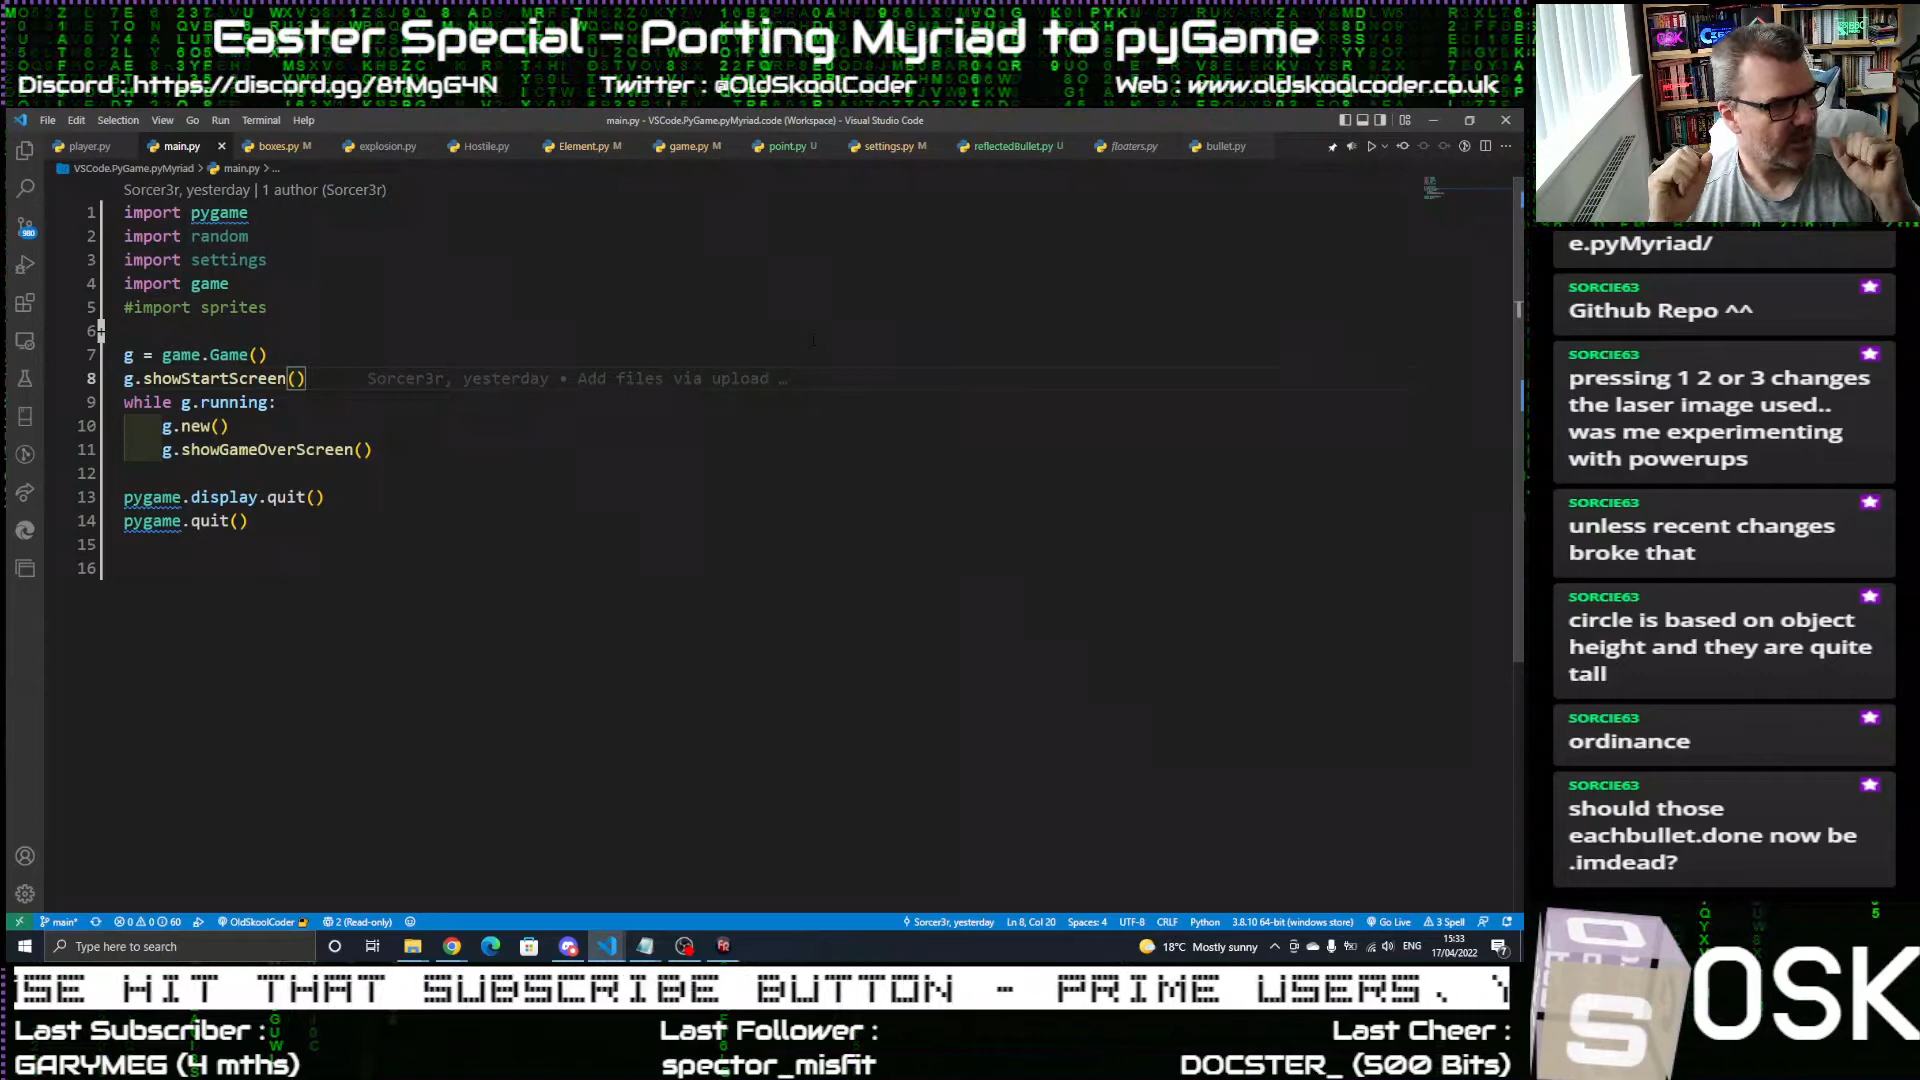 Easter Special - Porting Myriad to pyGame
Discord : https://discord.gg/8tMgG4N Twitter : @OldSkoolCoder Web : www.oldskoolcoder.co.uk
File Edit Selection View Go Run Terminal Help main.py - VSCode.PyGame.pyMyriad.code (Workspace) - Visual Studio Code
player.py main.py boxes.py M explosion.py Hostile.py Element.py M game.py M point.py U settings.py M reflectedBullet.py U floaters.py bullet.py
VSCode.PyGame.pyMyriad > main.py > ...
Sorcer3r, yesterday | 1 author (Sorcer3r)
1 import pygame
2 import random
3 import settings
4 import game
5 #import sprites
6
7 g = game.Game()
8 g.showStartScreen() Sorcer3r, yesterday • Add files via upload …
9 while g.running:
10 g.new()
11 g.showGameOverScreen()
12
13 pygame.display.quit()
14 pygame.quit()
15
16
980
main* 0 0 60 OldSkoolCoder 2 (Read-only) Sorcer3r, yesterday Ln 8, Col 20 Spaces: 4 UTF-8 CRLF Python 3.8.10 64-bit (windows store) Go Live 3 Spell
Type here to search 18°C Mostly sunny ENG 15:33
17/04/2022
e.pyMyriad/
SORCIE63
Github Repo ^^
SORCIE63
pressing 1 2 or 3 changes
the laser image used..
was me experimenting
with powerups
SORCIE63
unless recent changes
broke that
SORCIE63
circle is based on object
height and they are quite
tall
SORCIE63
ordinance
SORCIE63
should those
eachbullet.done now be
.imdead?
SE HIT THAT SUBSCRIBE BUTTON - PRIME USERS.
Last Subscriber : Last Follower : Last Cheer :
GARYMEG (4 mths) spector_misfit DOCSTER_ (500 Bits)
OSK